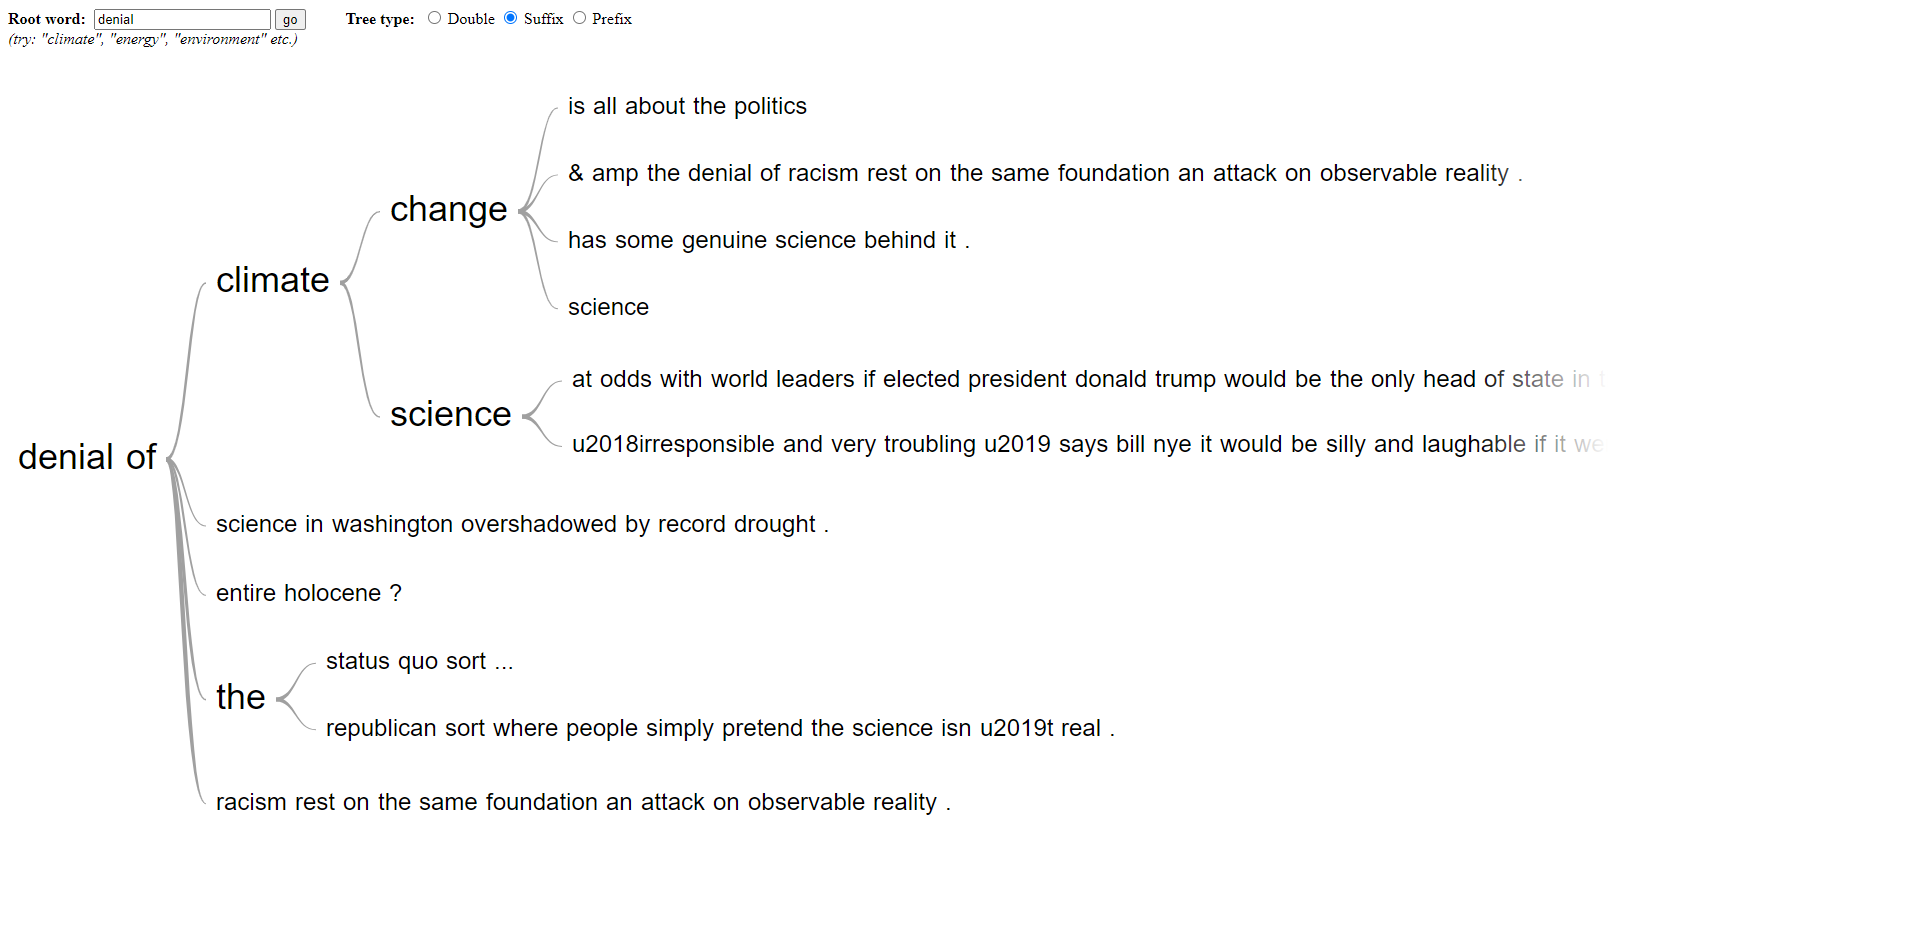 Root word: denial go Tree type: Double Suffix Prefix
(try: "climate", "energy", "environment" etc.)
is all about the politics
& amp the denial of racism rest on the same foundation an attack on observable reality .
change
has some genuine science behind it .
climate
science
at odds with world leaders if elected president donald trump would be the only head of state in
science
u2018irresponsible and very troubling u2019 says bill nye it would be silly and laughable if it we
denial of
science in washington overshadowed by record drought .
entire holocene ?
status quo sort ...
the
republican sort where people simply pretend the science isn u2019t real .
racism rest on the same foundation an attack on observable reality .